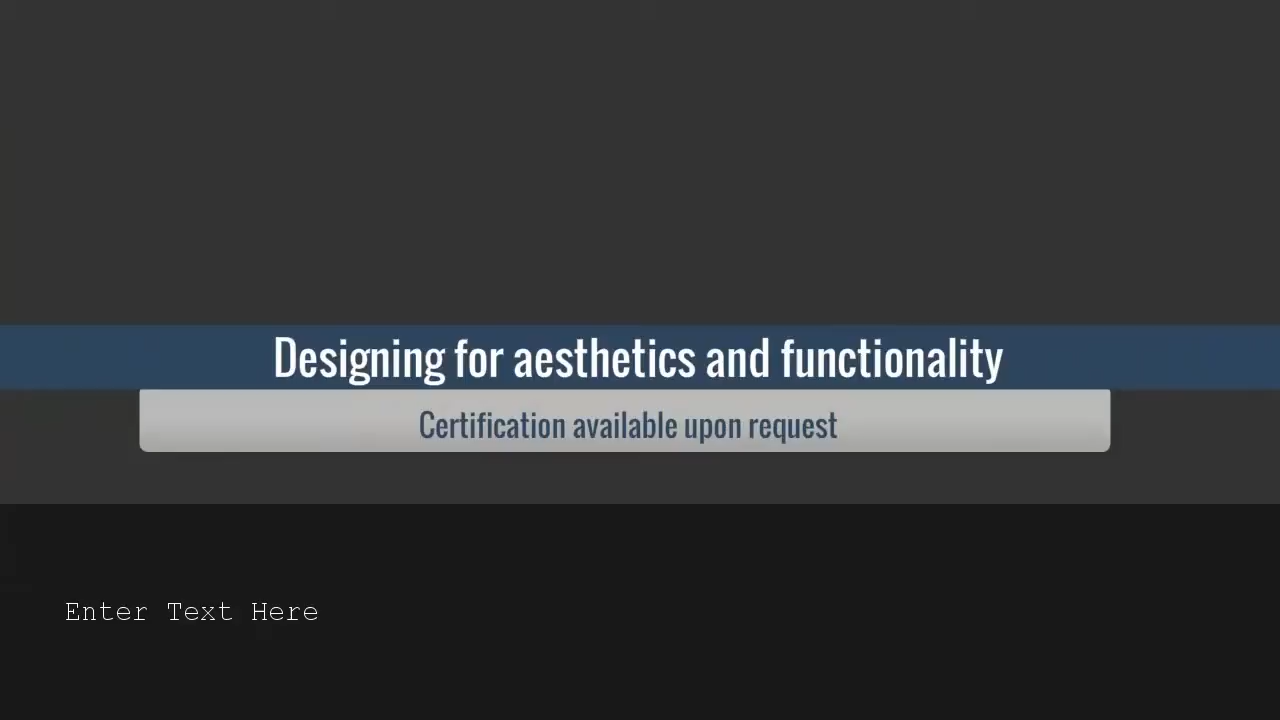 Designing for aesthetics and functionality
Certification available upon request
Enter Text Here